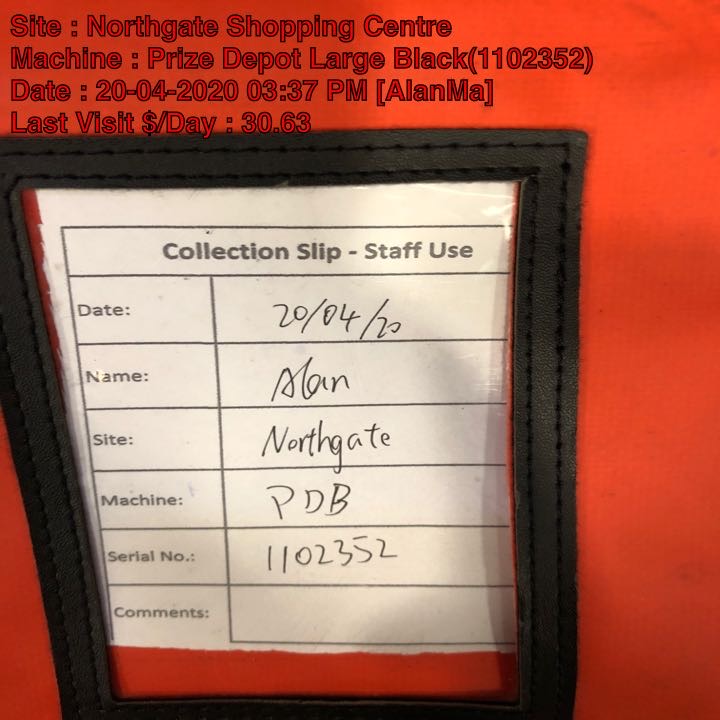 Site : Northgate Shopping Centre
Machine : Prize Depot Large Black(1102352)
Date : 20-04-2020 03:37 PM [AlanMa]
Last Visit $/Day : 30.63
Collection Slip - Staff Use
Date: 20/04/20
Name: Alan
Site: Northgate
Machine: PDB
Serial No.: 1102352
Comments: